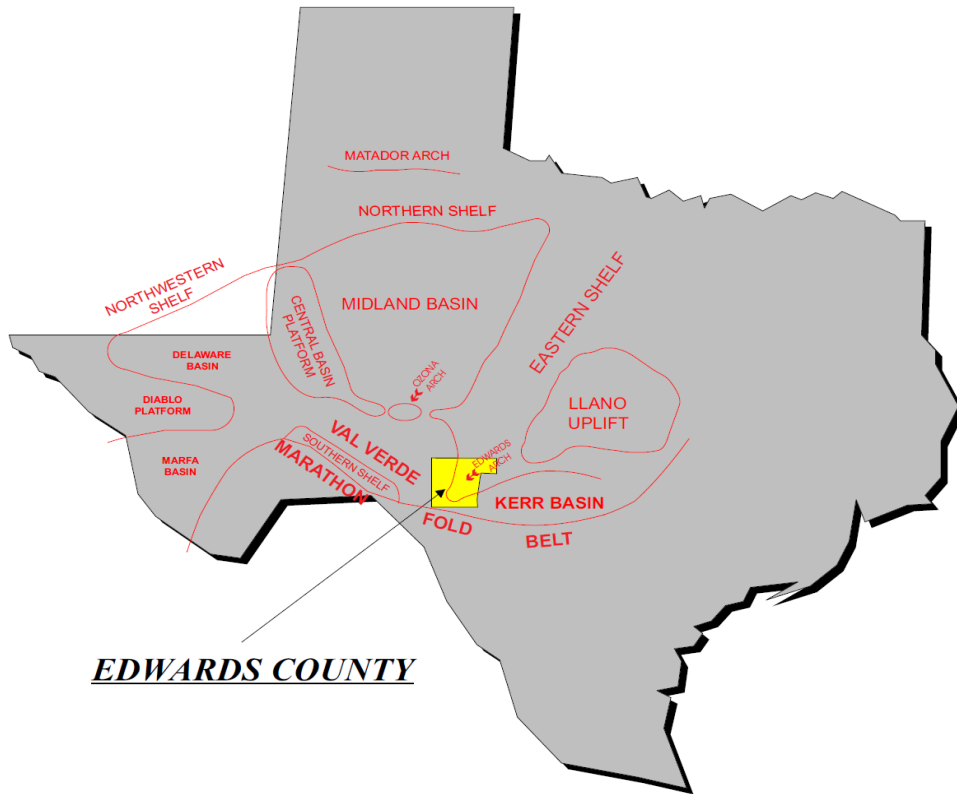 MATADOR ARCH
NORTHERN SHELF
NORTHWESTERN
SHELF
EASTERN SHELF
MIDLAND BASIN
CENTRAL BASIN
PLATFORM
DELAWARE
BASIN
OZONA
ARCH
DIABLO
PLATFORM
LLANO
UPLIFT
VAL VERDE
SOUTHERN SHELF
MARATHON
MARFA
BASIN
EDWARDS
ARCH
KERR BASIN
FOLD
BELT
EDWARDS COUNTY